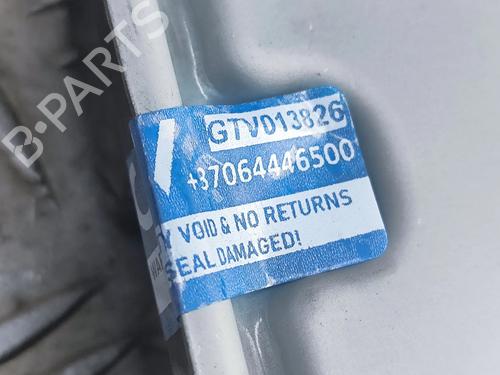 B-PARTS
GTV013826
+37064446500
Y VOID & NO RETURNS
SEAL DAMAGED!